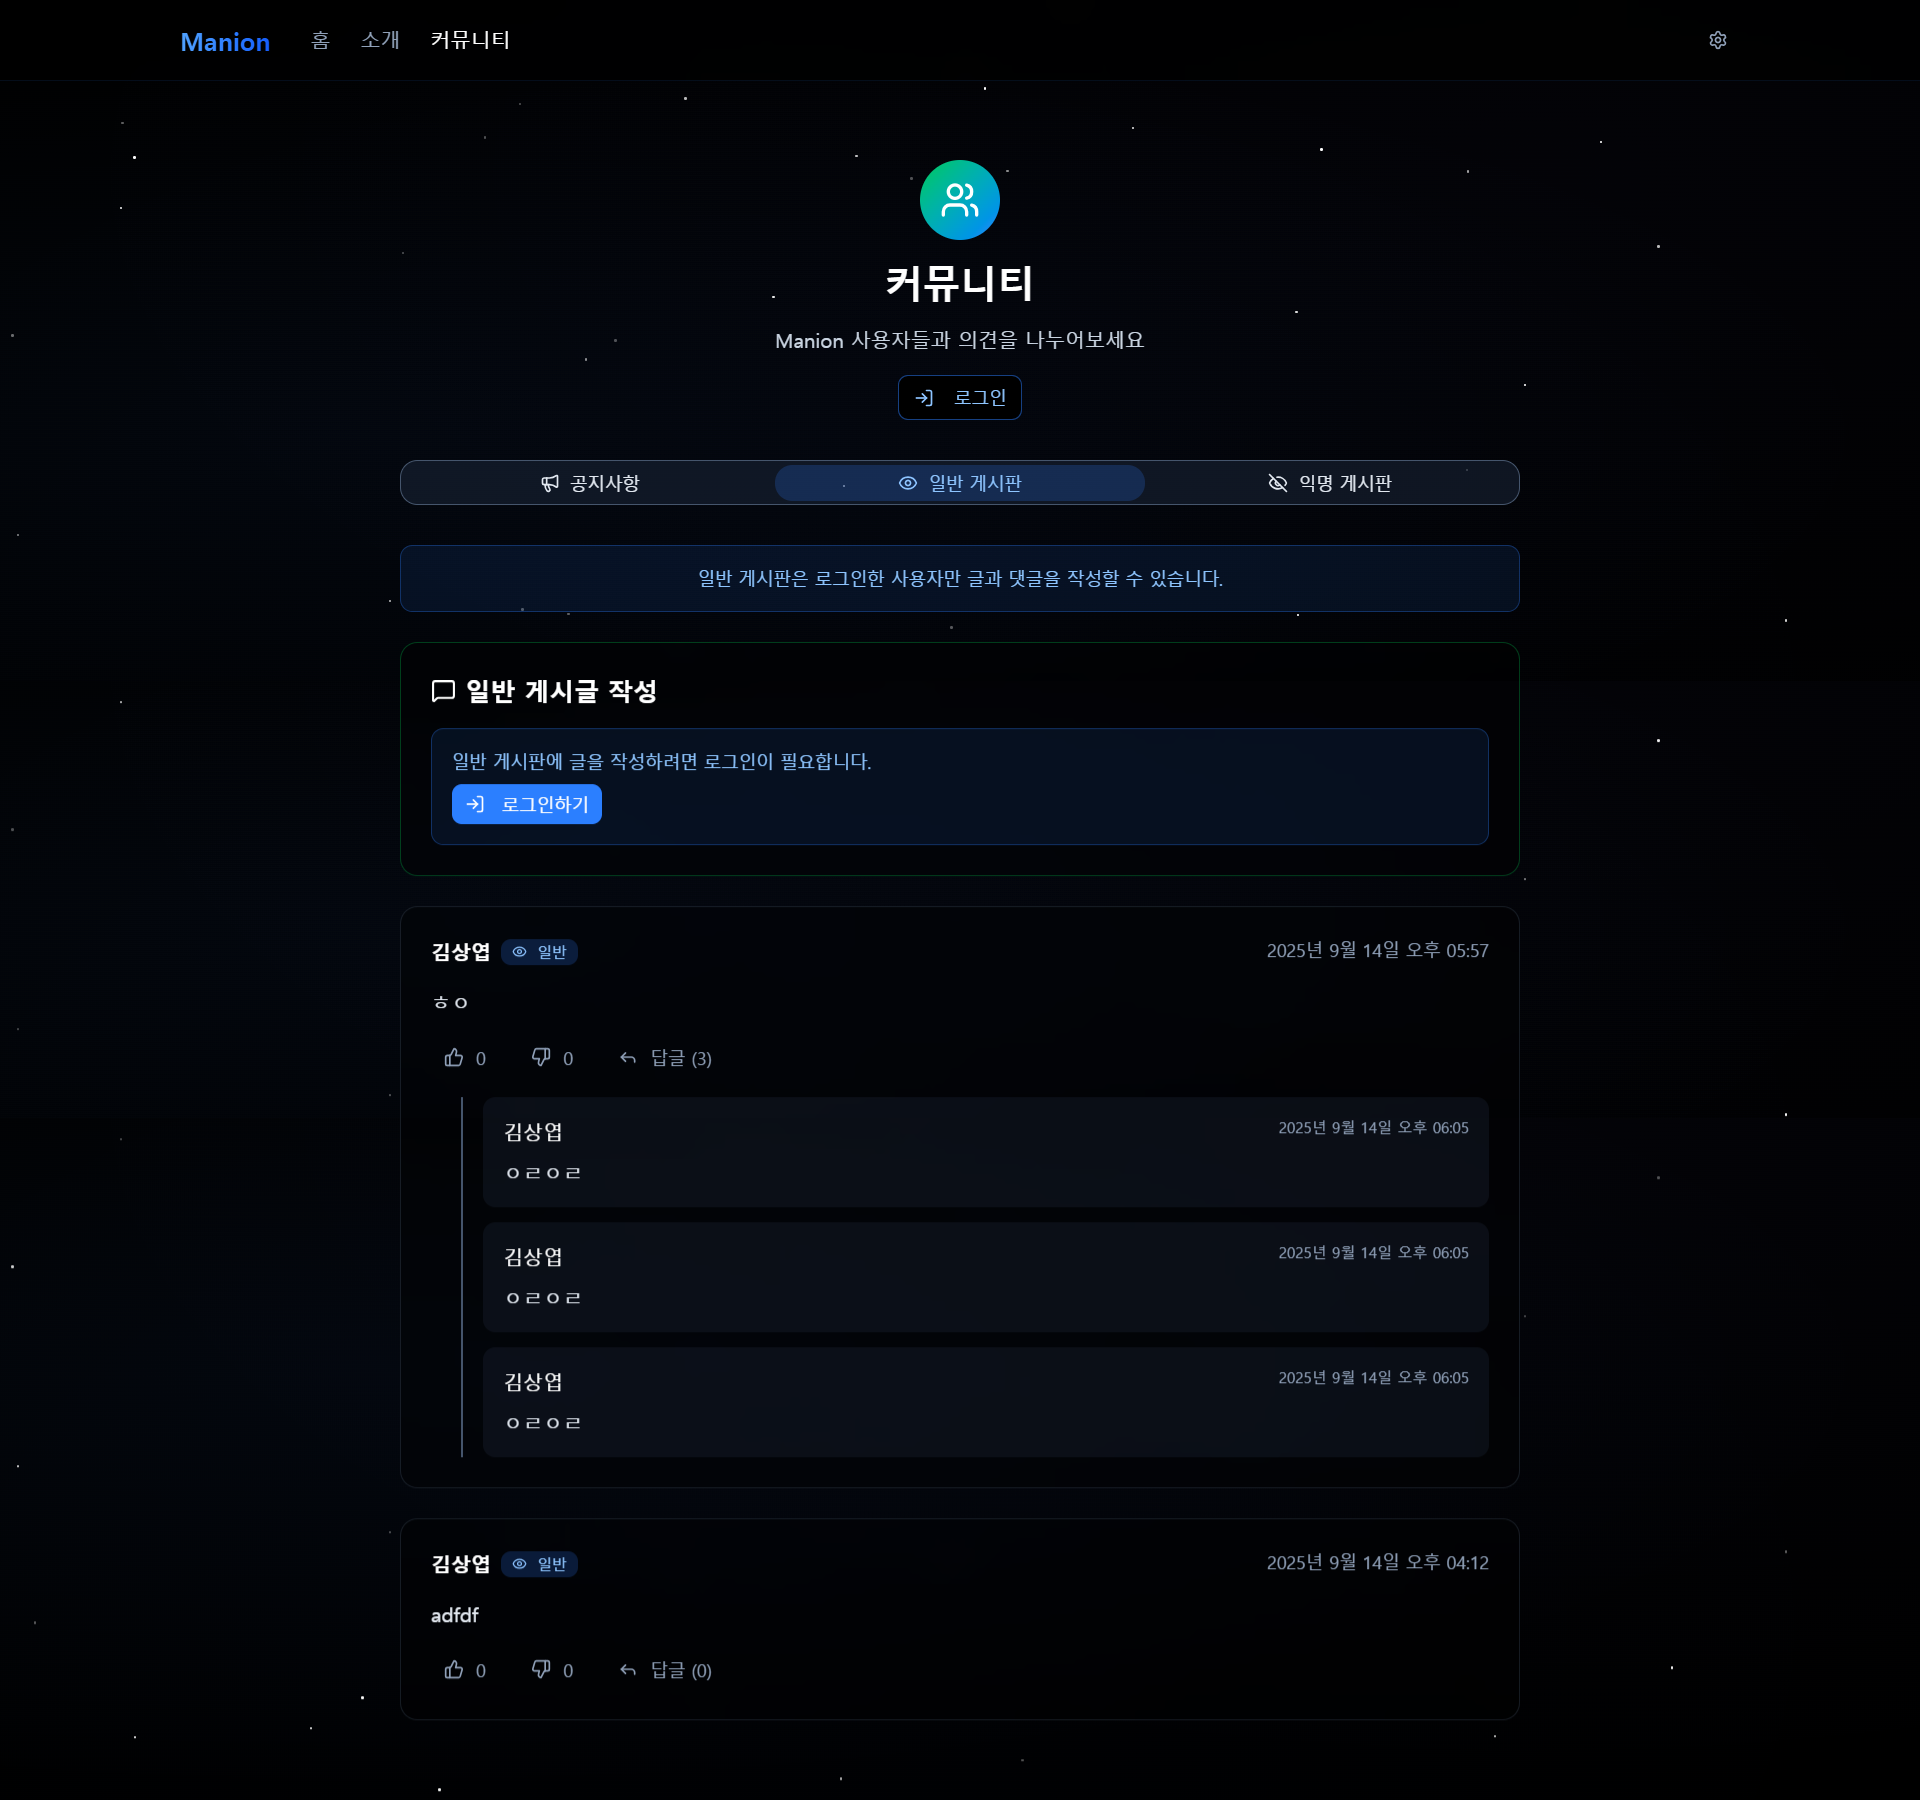 Manion 홈 소개 커뮤니티
커뮤니티
Manion 사용자들과 의견을 나누어보세요
로그인
공지사항 일반 게시판 익명 게시판
일반 게시판은 로그인한 사용자만 글과 댓글을 작성할 수 있습니다.
일반 게시글 작성
일반 게시판에 글을 작성하려면 로그인이 필요합니다.
로그인하기
김상엽 일반 2025년 9월 14일 오후 05:57
ㅎㅇ
0 0 답글 (3)
김상엽 2025년 9월 14일 오후 06:05
ㅇㄹㅇㄹ
김상엽 2025년 9월 14일 오후 06:05
ㅇㄹㅇㄹ
김상엽 2025년 9월 14일 오후 06:05
ㅇㄹㅇㄹ
김상엽 일반 2025년 9월 14일 오후 04:12
adfdf
0 0 답글 (0)